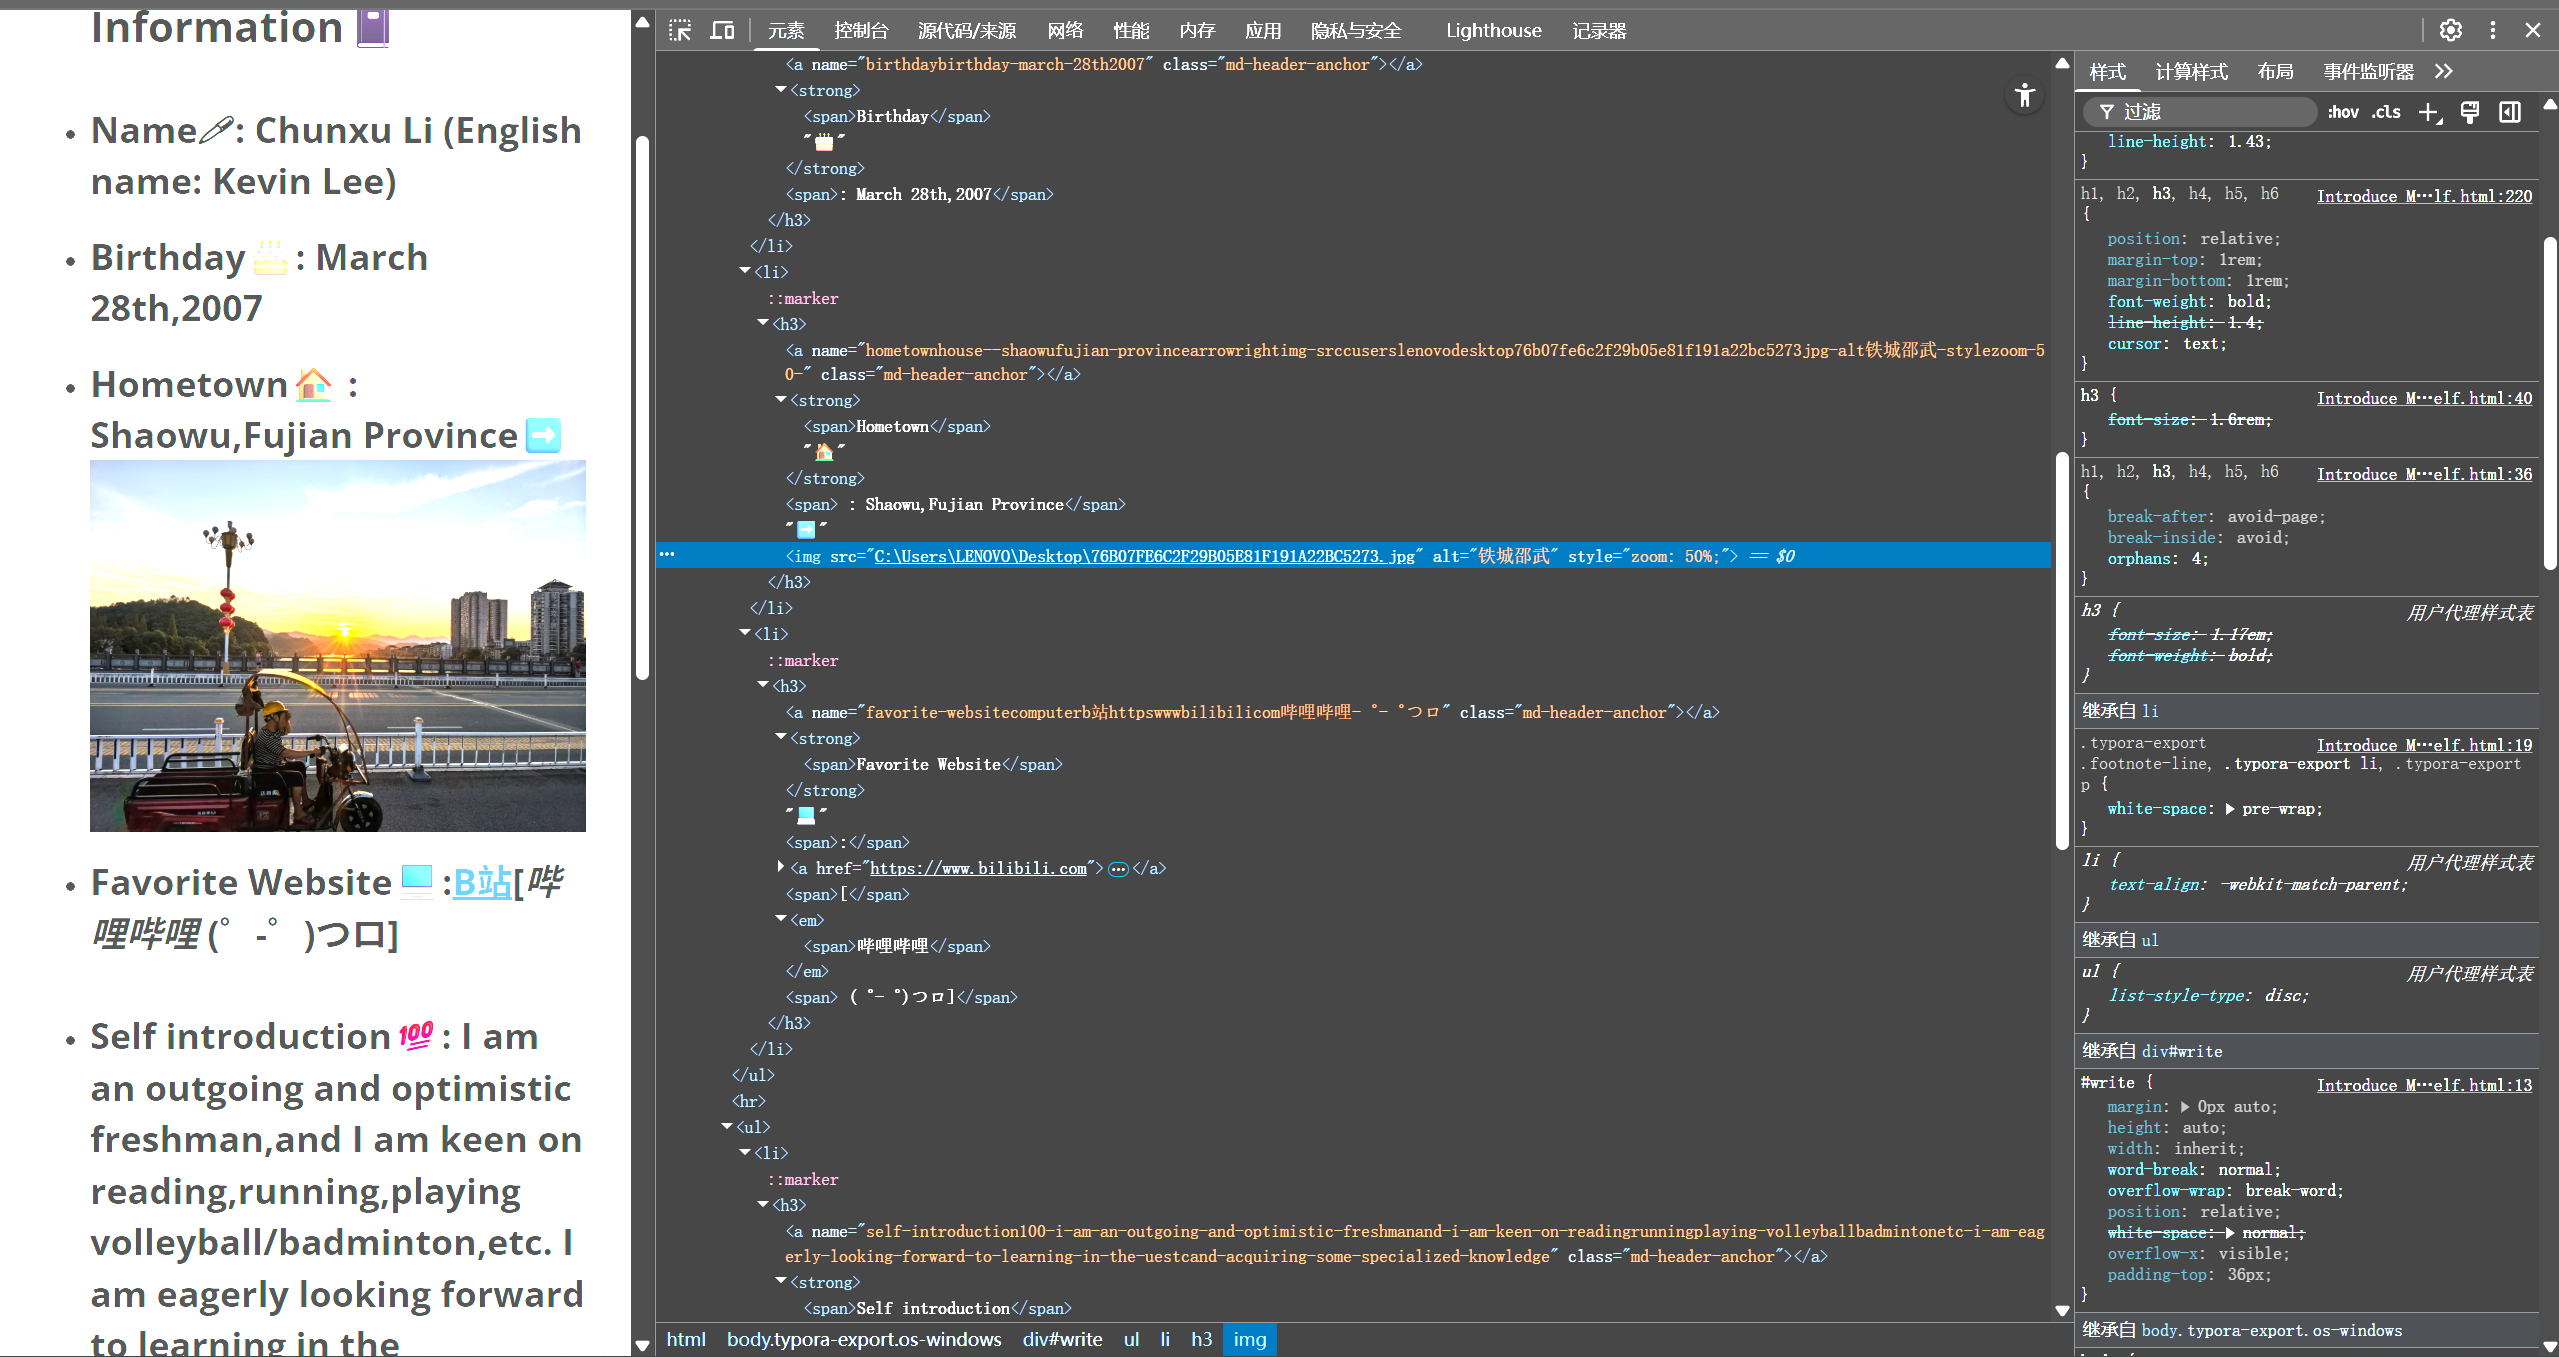 Information
Name🖊: Chunxu Li (English
name: Kevin Lee)
Birthday🎂: March
28th,2007
Hometown🏠 :
Shaowu,Fujian Province➡
Favorite Website💻:B站[哔
哩哔哩 (゜-゜)つロ]
Self introduction💯: I am
an outgoing and optimistic
freshman,and I am keen on
reading,running,playing
volleyball/badminton,etc. I
am eagerly looking forward
to learning in the
元素 控制台 源代码/来源 网络 性能 内存 应用 隐私与安全 Lighthouse 记录器
<a name="birthdaybirthday-march-28th2007" class="md-header-anchor"></a>
<strong>
<span>Birthday</span>
"🎂"
</strong>
<span>: March 28th,2007</span>
</h3>
</li>
<li>
::marker
<h3>
<a name="hometownhouse--shaowufujian-provincearrowrightimg-srccuserslenovodesktop76b07fe6c2f29b05e81f191a22bc5273jpg-alt铁城邵武-stylezoom-5
0-" class="md-header-anchor"></a>
<strong>
<span>Hometown</span>
"🏠"
</strong>
<span> : Shaowu,Fujian Province</span>
"➡"
<img src="C:\Users\LENOVO\Desktop\76B07FE6C2F29B05E81F191A22BC5273.jpg" alt="铁城邵武" style="zoom: 50%;"> == $0
</h3>
</li>
<li>
::marker
<h3>
<a name="favorite-websitecomputerb站httpswwwbilibilicom哔哩哔哩-゜-゜つロ" class="md-header-anchor"></a>
<strong>
<span>Favorite Website</span>
</strong>
"💻"
<span>:</span>
<a href="https://www.bilibili.com">…</a>
<span>[</span>
<em>
<span>哔哩哔哩</span>
</em>
<span> (゜-゜)つロ]</span>
</h3>
</li>
</ul>
<hr>
<ul>
<li>
::marker
<h3>
<a name="self-introduction100-i-am-an-outgoing-and-optimistic-freshmanand-i-am-keen-on-readingrunningplaying-volleyballbadmintonetc-i-am-eag
erly-looking-forward-to-learning-in-the-uestcand-acquiring-some-specialized-knowledge" class="md-header-anchor"></a>
<strong>
<span>Self introduction</span>
html body.typora-export.os-windows div#write ul li h3 img
样式 计算样式 布局 事件监听器
过滤 :hov .cls
line-height: 1.43;
}
h1, h2, h3, h4, h5, h6 Introduce M…lf.html:220
{
position: relative;
margin-top: 1rem;
margin-bottom: 1rem;
font-weight: bold;
line-height: 1.4;
cursor: text;
}
h3 { Introduce M…elf.html:40
font-size: 1.6rem;
}
h1, h2, h3, h4, h5, h6 Introduce M…elf.html:36
{
break-after: avoid-page;
break-inside: avoid;
orphans: 4;
}
h3 { 用户代理样式表
font-size: 1.17em;
font-weight: bold;
}
继承自 li
.typora-export Introduce M…elf.html:19
.footnote-line, .typora-export li, .typora-export
p {
white-space: pre-wrap;
}
li { 用户代理样式表
text-align: -webkit-match-parent;
}
继承自 ul
ul { 用户代理样式表
list-style-type: disc;
}
继承自 div#write
#write { Introduce M…elf.html:13
margin: 0px auto;
height: auto;
width: inherit;
word-break: normal;
overflow-wrap: break-word;
position: relative;
white-space: normal;
overflow-x: visible;
padding-top: 36px;
}
继承自 body.typora-export.os-windows